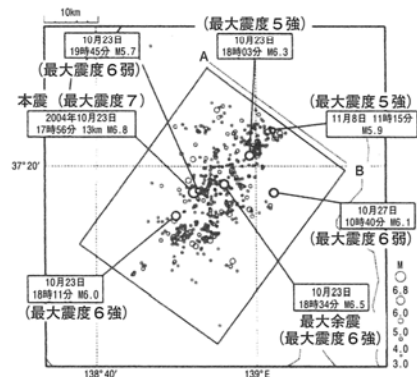 10km
10月23日
19時45分 M5.7
(最大震度6弱)
(最大震度5強)
10月23日
18時03分 M6.3
A
本震 (最大震度7)
2004年10月23日
17時56分 13km M6.8
(最大震度5強)
11月8日 11時15分
M5.9
37°20'
B
10月27日
10時40分 M6.1
(最大震度6弱)
10月23日
18時11分 M6.0
(最大震度6強)
10月23日
18時34分 M6.5
最大余震
(最大震度6強)
M
6.8
6.0
5.0
4.0
3.0
138°40'
139°E